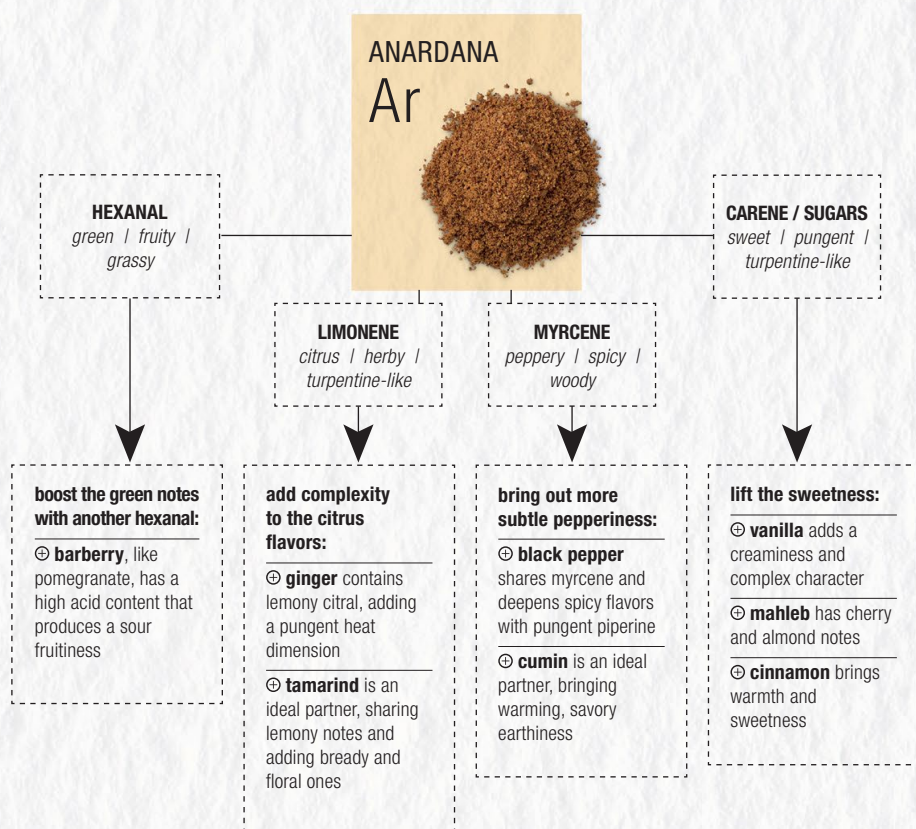 ANARDANA
Ar
HEXANAL
green | fruity |
grassy
CARENE / SUGARS
sweet | pungent |
turpentine-like
LIMONENE
citrus | herby |
turpentine-like
MYRCENE
peppery | spicy |
woody
boost the green notes
with another hexanal:
⊕ barberry, like
pomegranate, has a
high acid content that
produces a sour
fruitiness
add complexity
to the citrus
flavors:
⊕ ginger contains
lemony citral, adding
a pungent heat
dimension
⊕ tamarind is an
ideal partner, sharing
lemony notes and
adding bready and
floral ones
bring out more
subtle pepperiness:
⊕ black pepper
shares myrcene and
deepens spicy flavors
with pungent piperine
⊕ cumin is an ideal
partner, bringing
warming, savory
earthiness
lift the sweetness:
⊕ vanilla adds a
creaminess and
complex character
⊕ mahleb has cherry
and almond notes
⊕ cinnamon brings
warmth and
sweetness